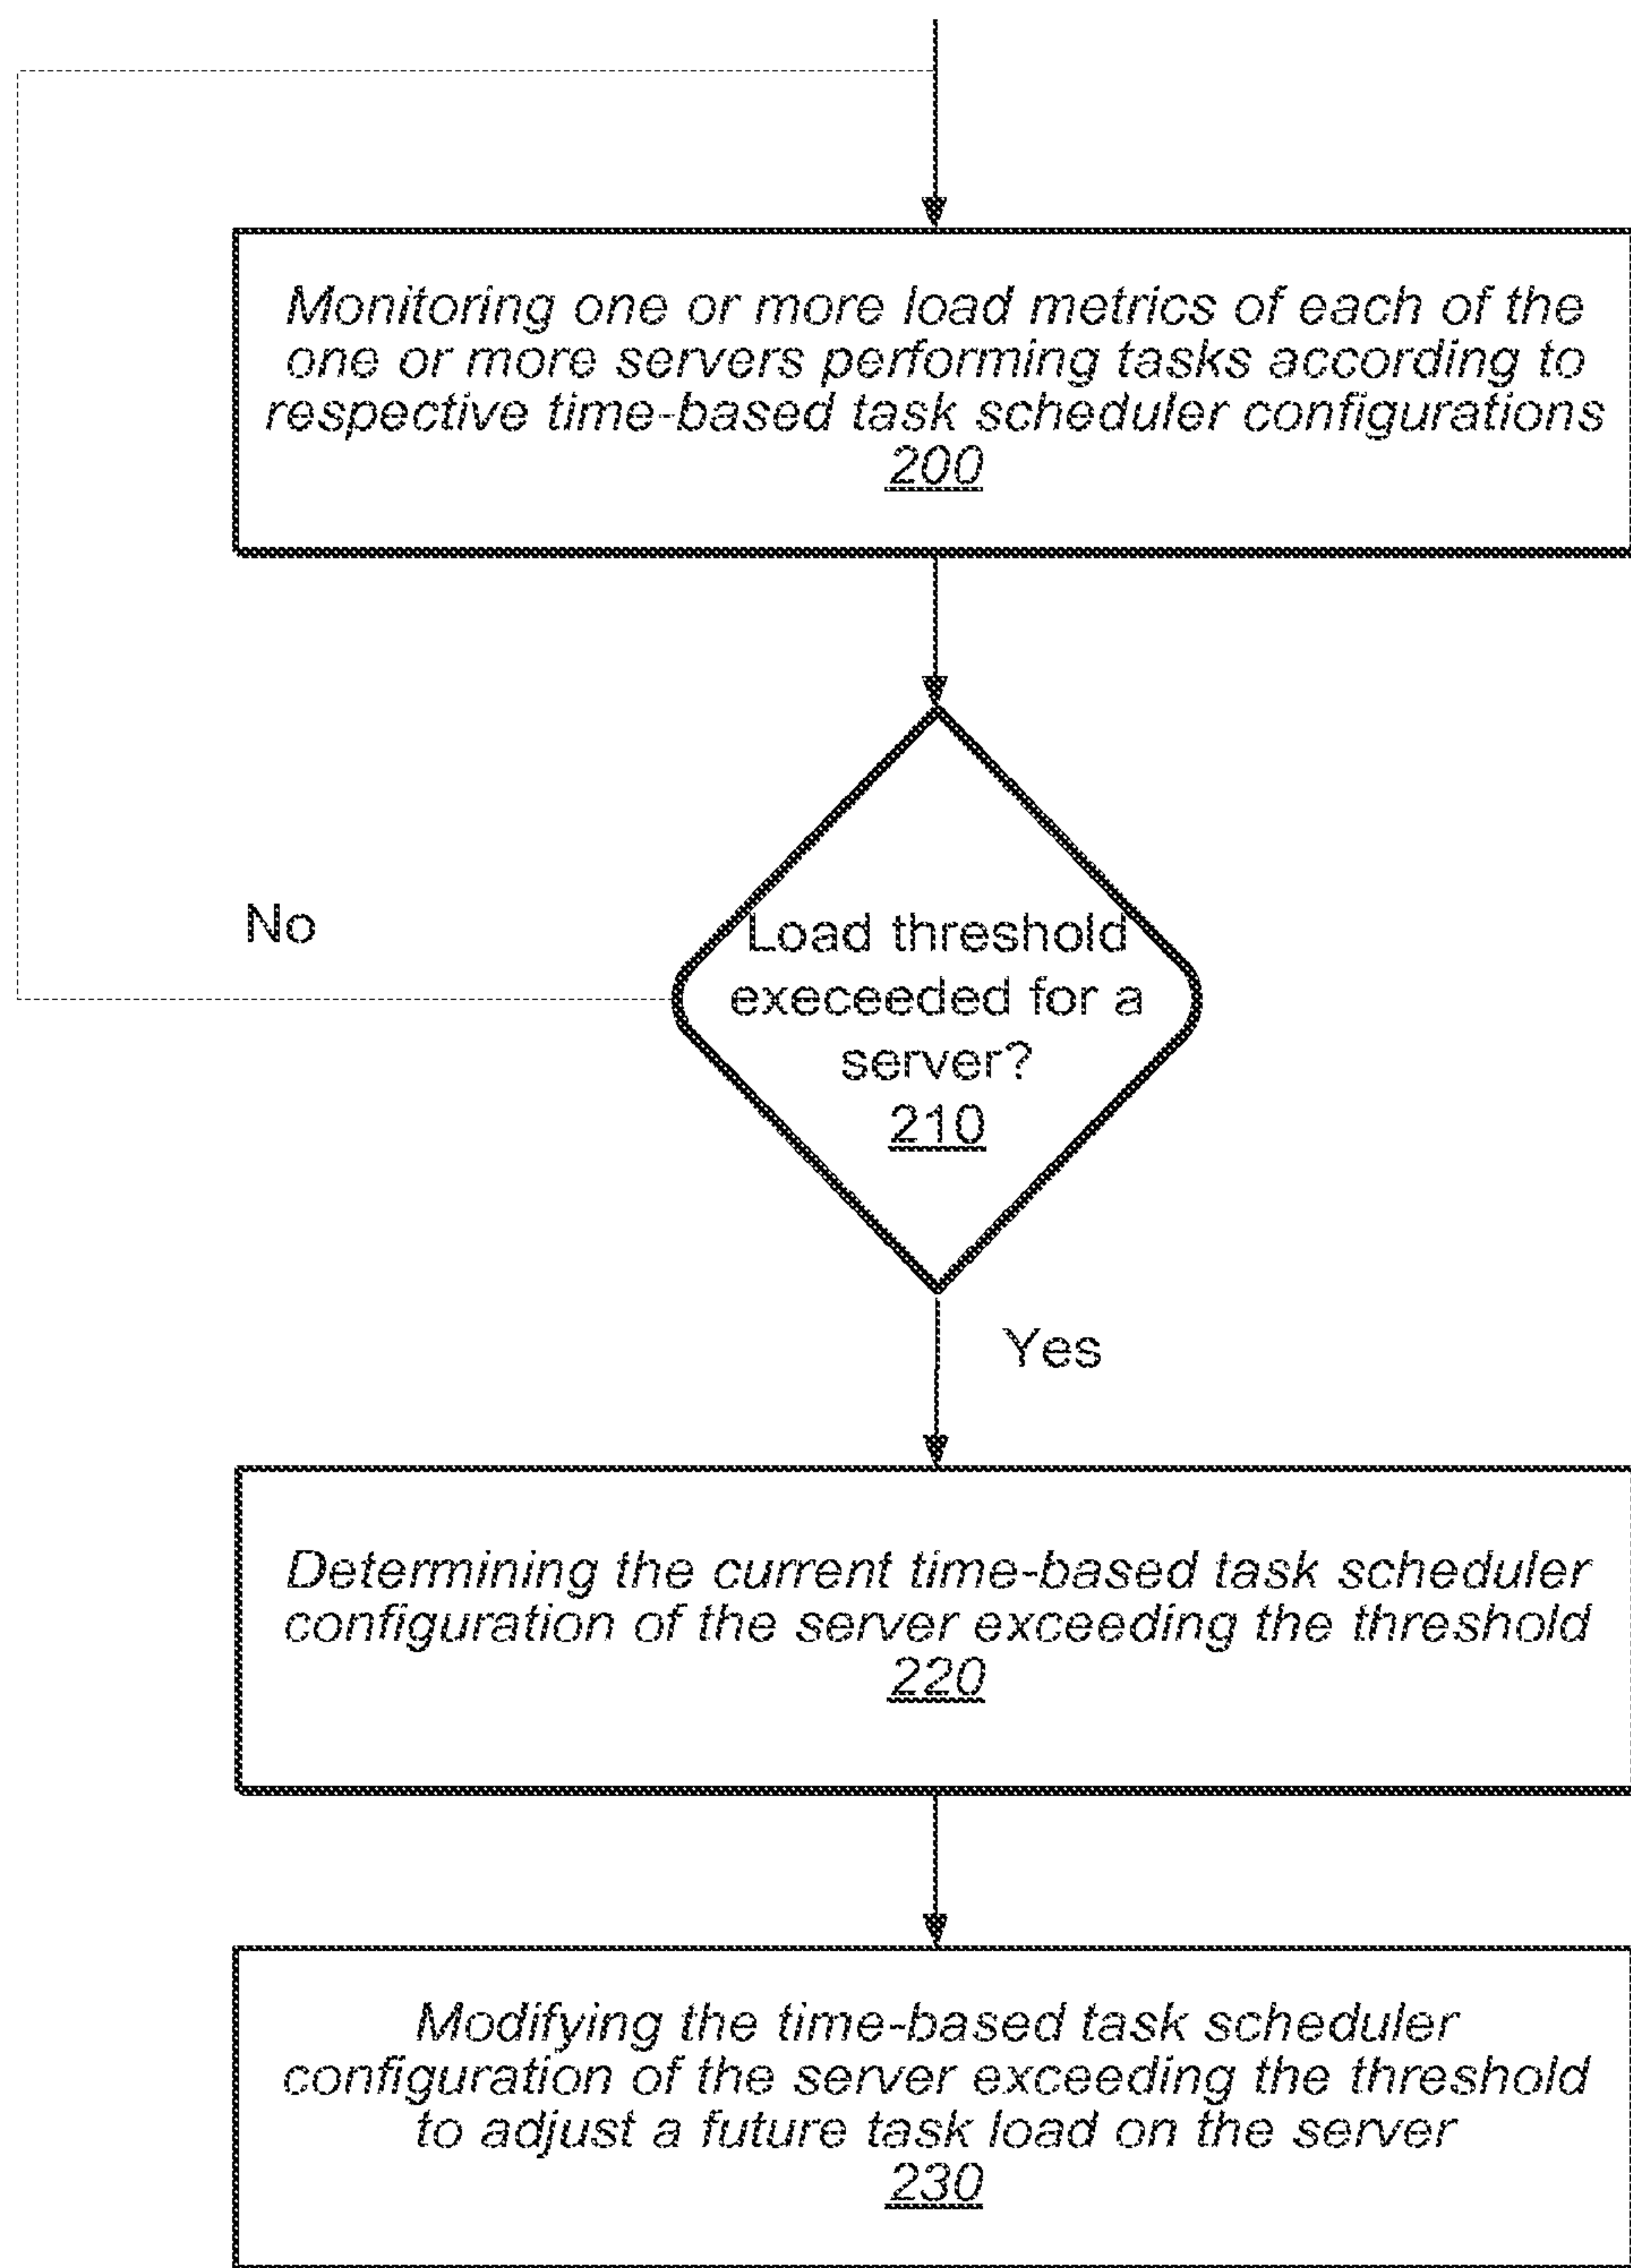 Monitoring one or more load metrics of each of the
one or more servers performing tasks according to
respective time-based task scheduler configurations
200
No
Load threshold
execeeded for a
server?
210
Yes
Determining the current time-based task scheduler
configuration of the server exceeding the threshold
220
Modifying the time-based task scheduler
configuration of the server exceeding the threshold
to adjust a future task load on the server
230